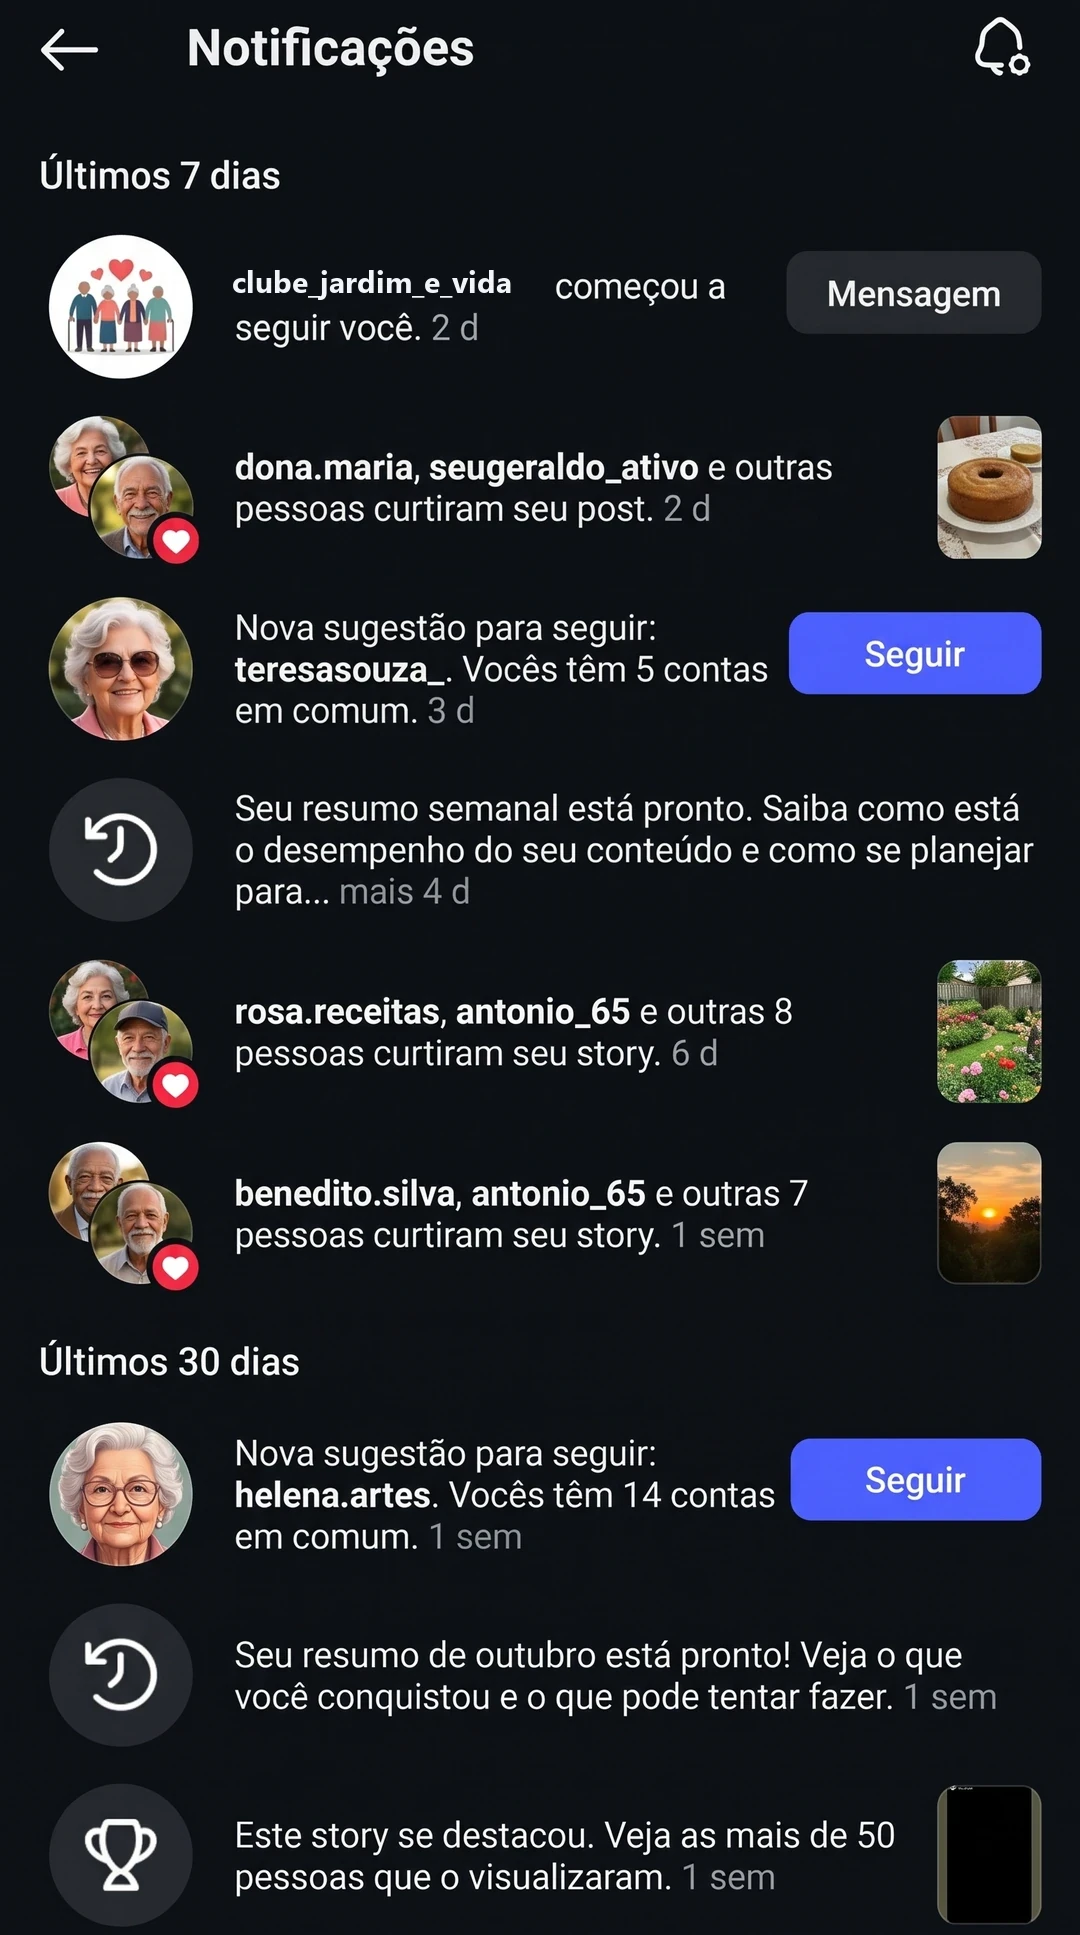 Notificações
Últimos 7 dias
clube_jardim_e_vida começou a
seguir você. 2 d
Mensagem
dona.maria, seugeraldo_ativo e outras
pessoas curtiram seu post. 2 d
Nova sugestão para seguir:
teresasouza_. Vocês têm 5 contas
em comum. 3 d
Seguir
Seu resumo semanal está pronto. Saiba como está
o desempenho do seu conteúdo e como se planejar
para... mais 4 d
rosa.receitas, antonio_65 e outras 8
pessoas curtiram seu story. 6 d
benedito.silva, antonio_65 e outras 7
pessoas curtiram seu story. 1 sem
Últimos 30 dias
Nova sugestão para seguir:
helena.artes. Vocês têm 14 contas
em comum. 1 sem
Seguir
Seu resumo de outubro está pronto! Veja o que
você conquistou e o que pode tentar fazer. 1 sem
Este story se destacou. Veja as mais de 50
pessoas que o visualizaram. 1 sem